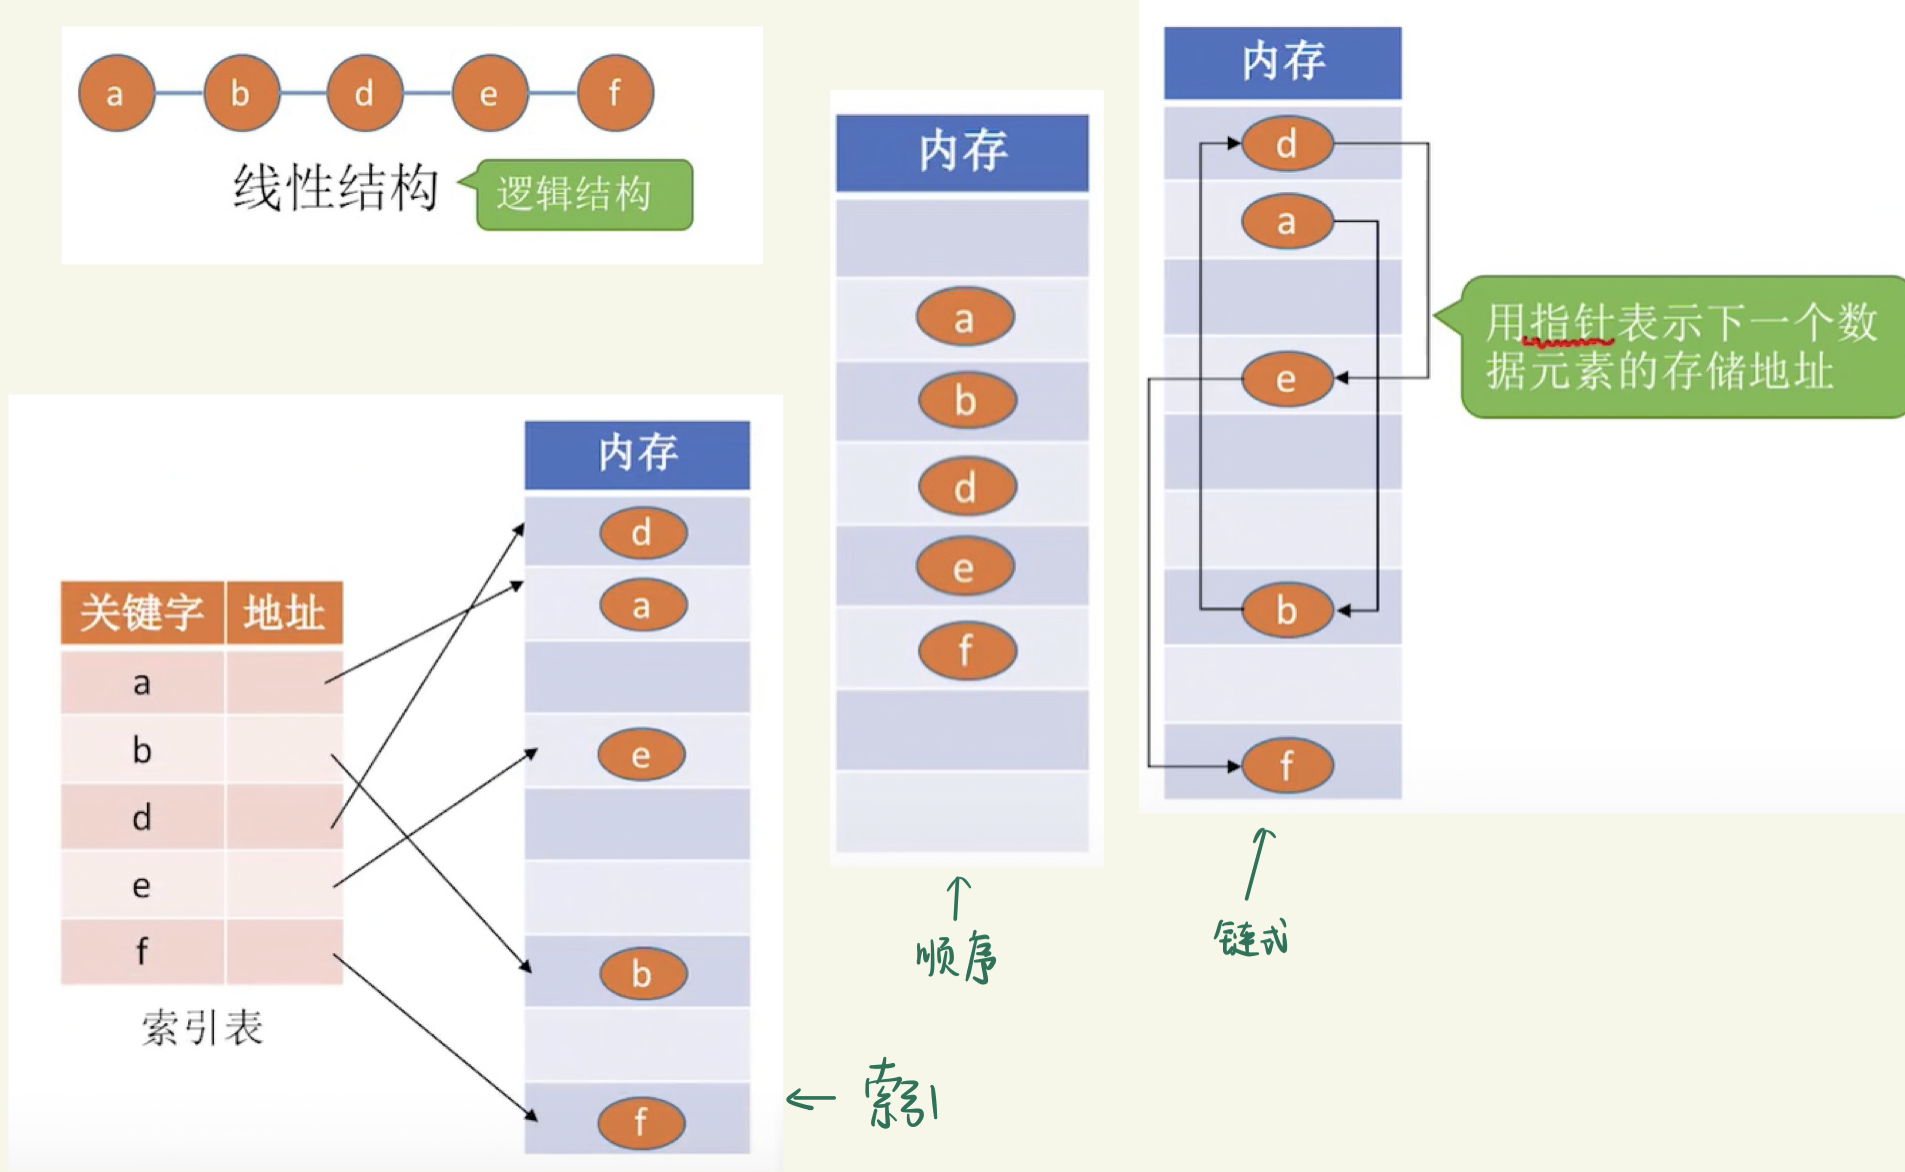 a b d e f
线性结构
逻辑结构
关键字 地址
a
b
d
e
f
索引表
内存
d
a
e
b
f
索引
内存
a
b
d
e
f
顺序
内存
d
a
e
b
f
用指针表示下一个数
据元素的存储地址
链式